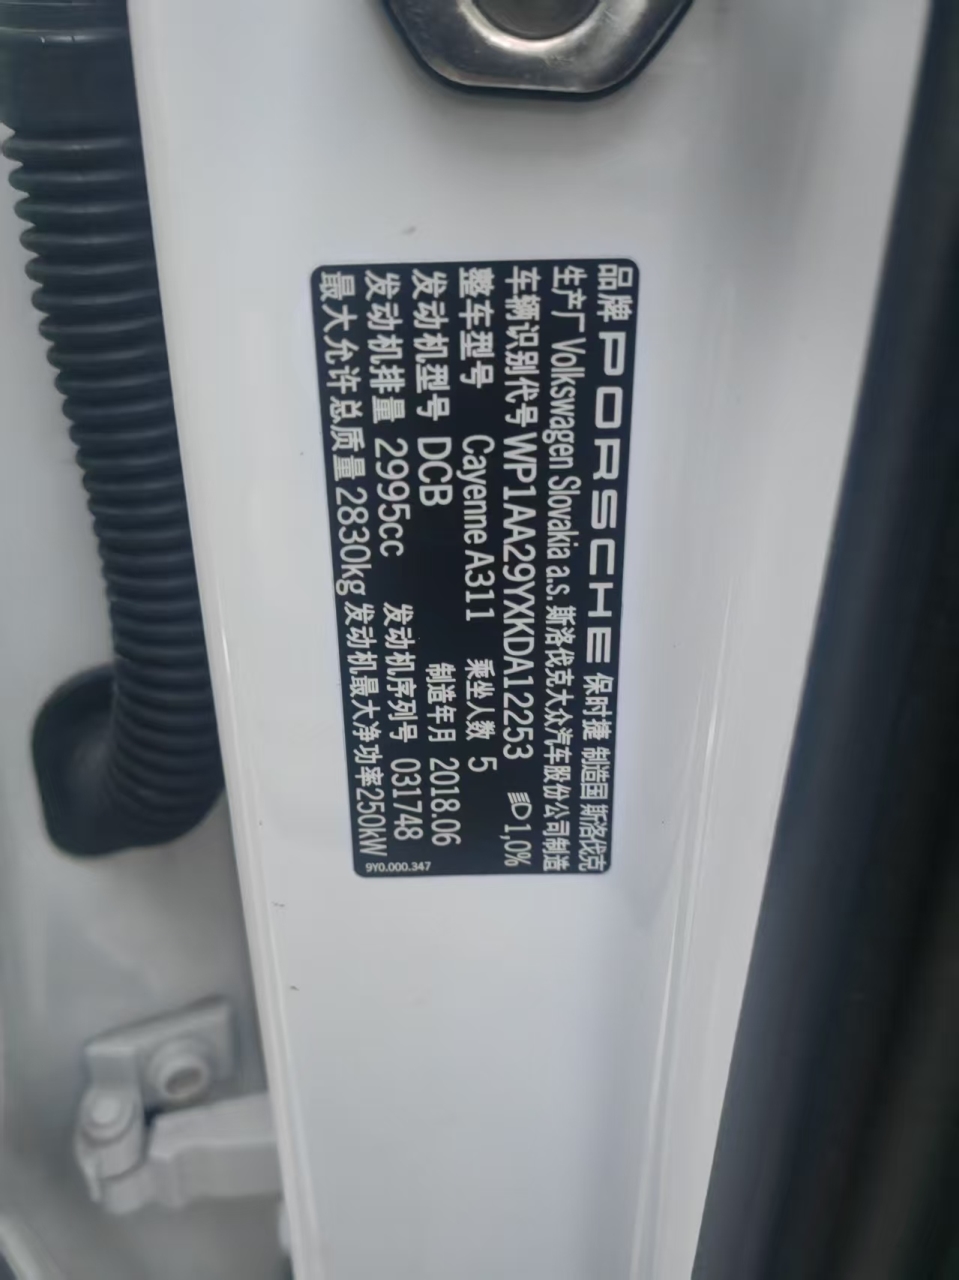 品牌 PORSCHE 保时捷 制造国 斯洛伐克
生产厂 Volkswagen Slovakia a.s. 斯洛伐克大众汽车股份公司制造
车辆识别代号 WP1AA29YXKDA12253 1,0%
整车型号 Cayenne A311 乘坐人数 5
发动机型号 DCB 制造年月 2018.06
发动机排量 2995cc 发动机序列号 031748
最大允许总质量 2830kg 发动机最大净功率250kW
9Y0.000.347